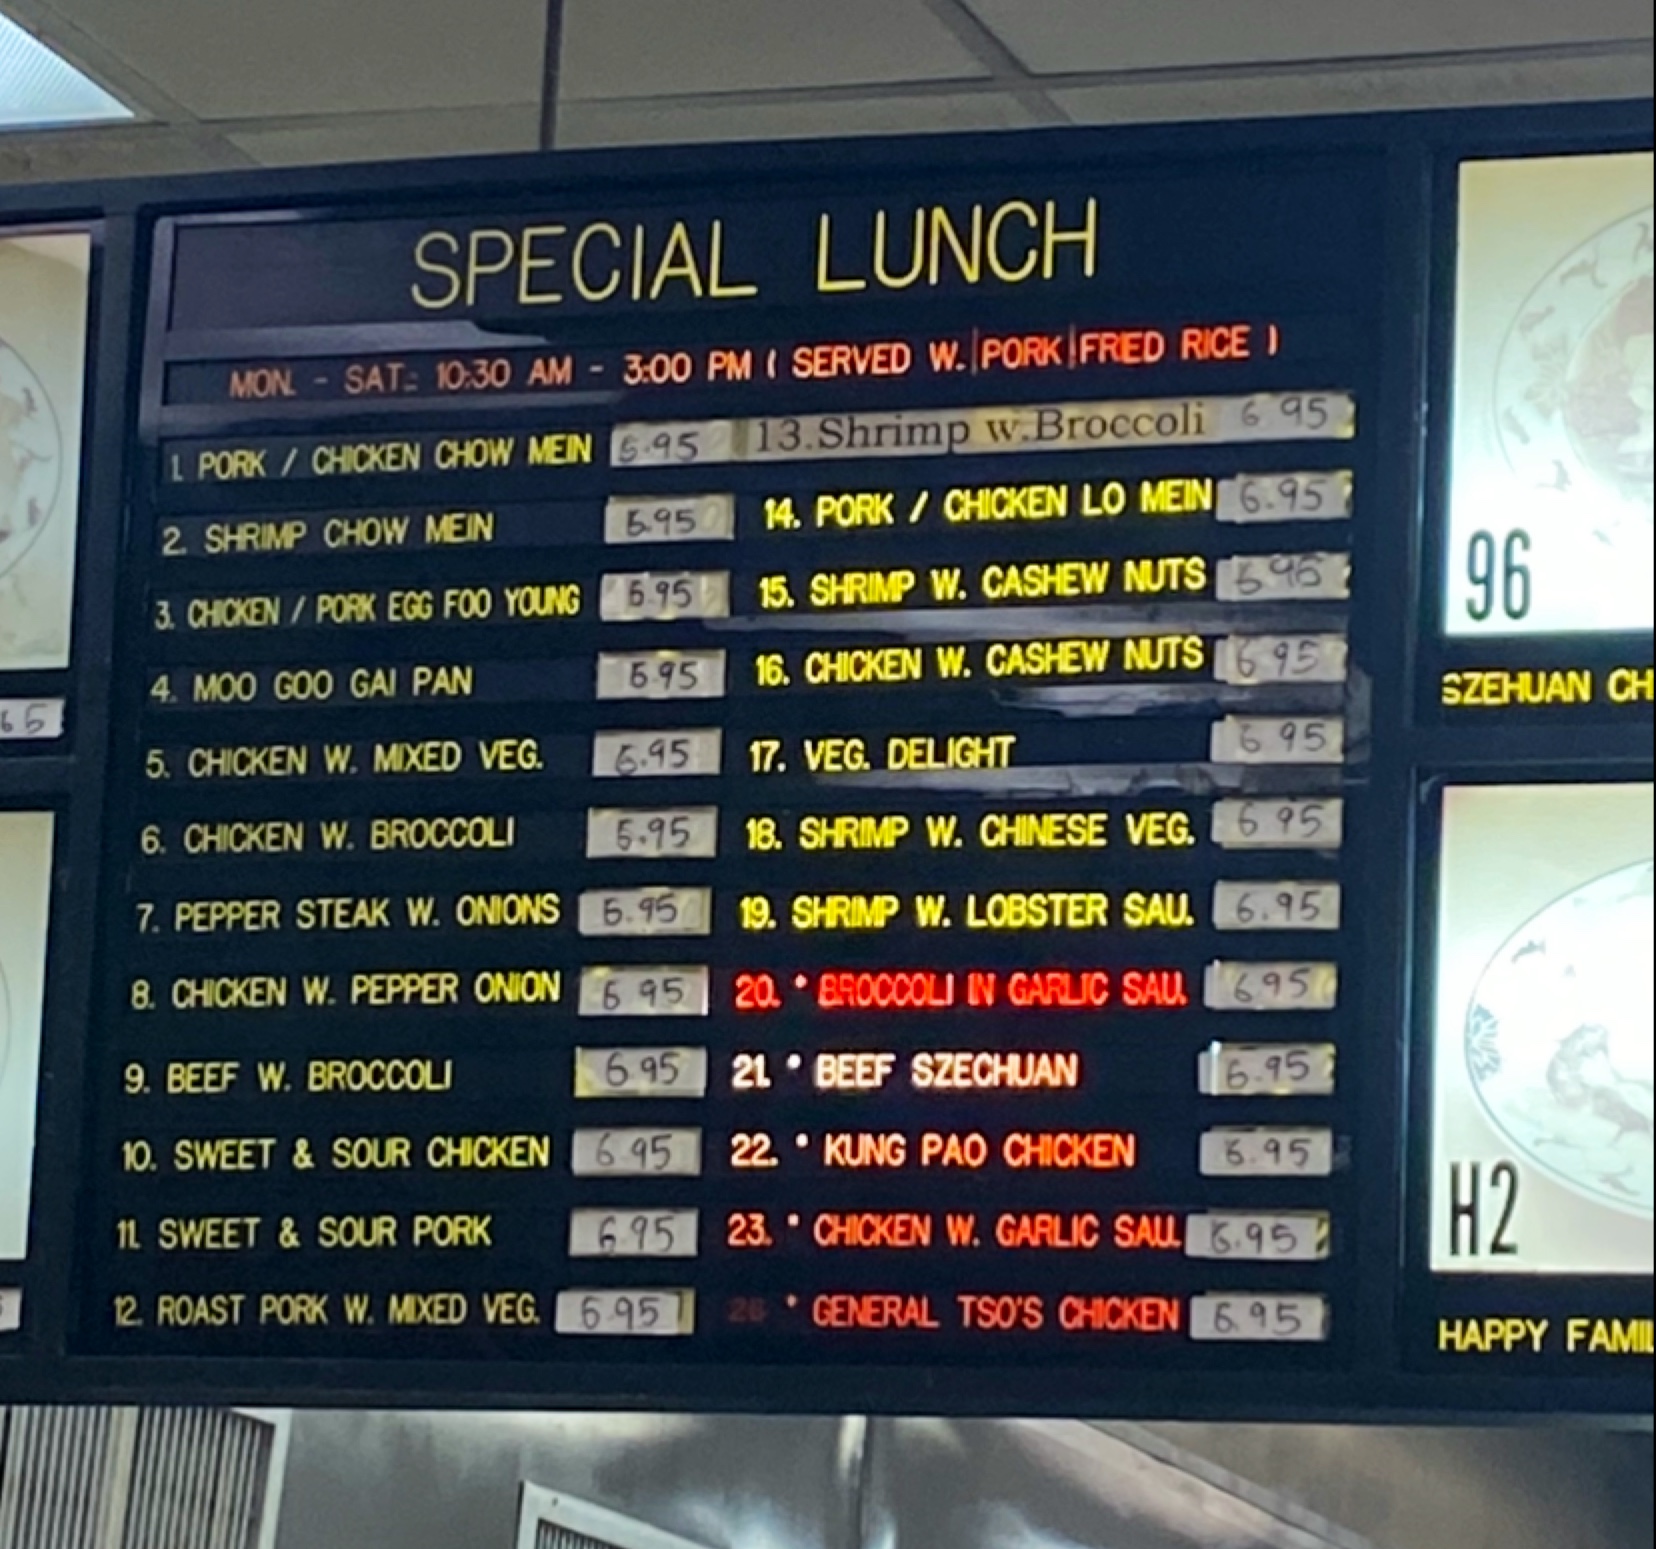 SPECIAL LUNCH
MON. - SAT.: 10:30 AM - 3:00 PM ( SERVED W. PORK FRIED RICE )
1. PORK / CHICKEN CHOW MEIN 6.95
2. SHRIMP CHOW MEIN 6.95
3. CHICKEN / PORK EGG FOO YOUNG 6.95
4. MOO GOO GAI PAN 6.95
5. CHICKEN W. MIXED VEG. 6.95
6. CHICKEN W. BROCCOLI 6.95
7. PEPPER STEAK W. ONIONS 6.95
8. CHICKEN W. PEPPER ONION 6.95
9. BEEF W. BROCCOLI 6.95
10. SWEET & SOUR CHICKEN 6.95
11. SWEET & SOUR PORK 6.95
12. ROAST PORK W. MIXED VEG. 6.95
13.Shrimp w.Broccoli 6.95
14. PORK / CHICKEN LO MEIN 6.95
15. SHRIMP W. CASHEW NUTS 6.95
16. CHICKEN W. CASHEW NUTS 6.95
17. VEG. DELIGHT 6.95
18. SHRIMP W. CHINESE VEG. 6.95
19. SHRIMP W. LOBSTER SAU. 6.95
20. * BROCCOLI IN GARLIC SAU. 6.95
21. * BEEF SZECHUAN 6.95
22. * KUNG PAO CHICKEN 6.95
23. * CHICKEN W. GARLIC SAU. 6.95
* GENERAL TSO'S CHICKEN 6.95
96
SZEHUAN CH
H2
HAPPY FAMIL